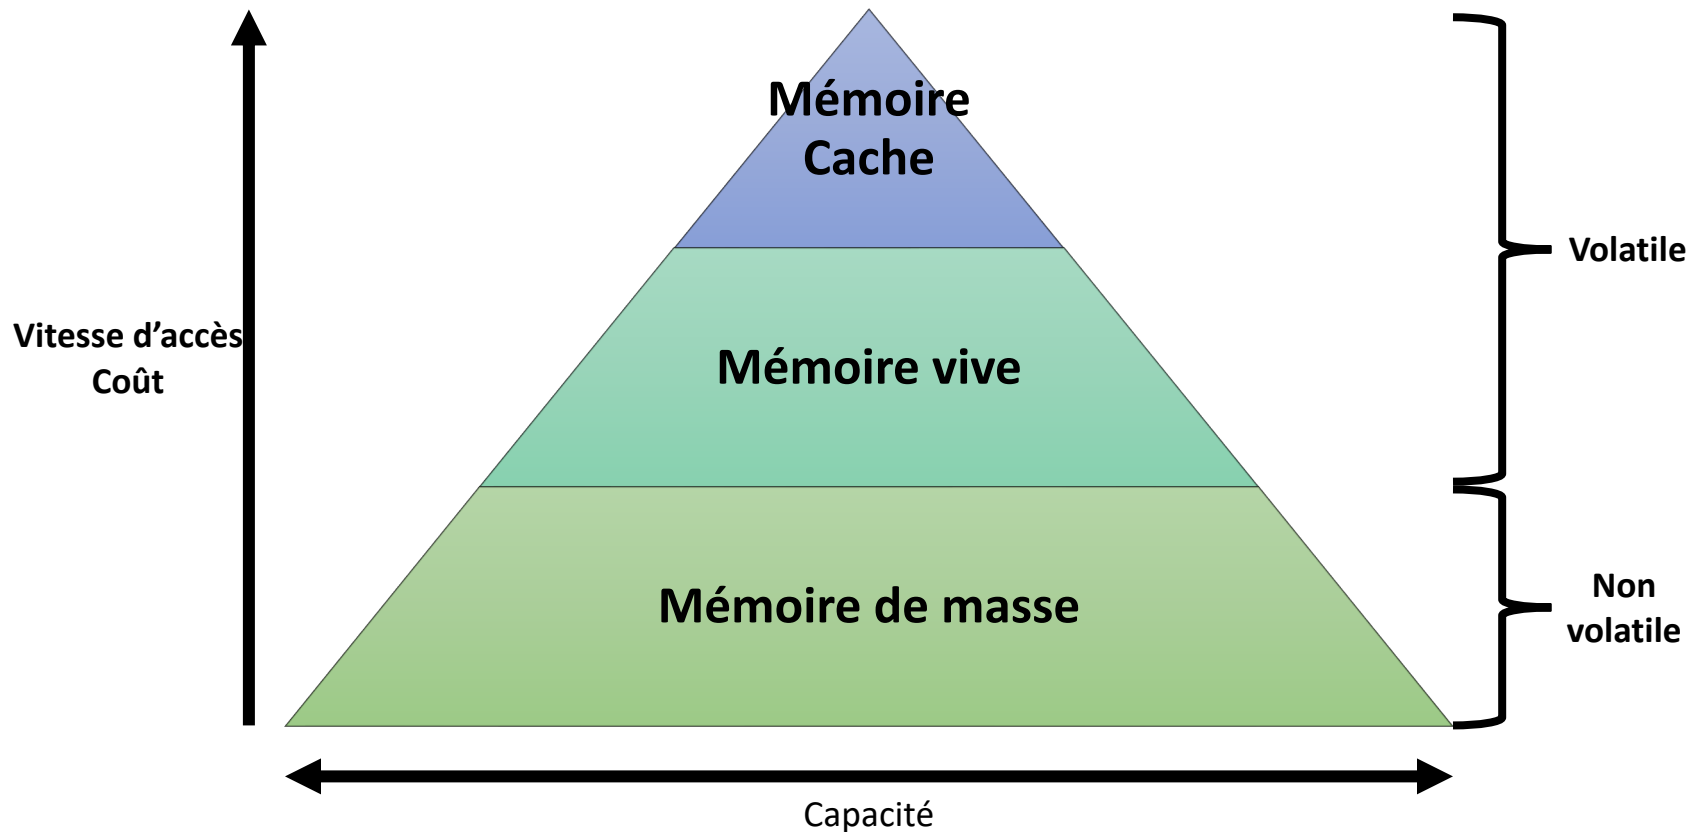 Mémoire
Cache
Volatile
Vitesse d’accès
Coût
Mémoire vive
Mémoire de masse
Non
volatile
Capacité